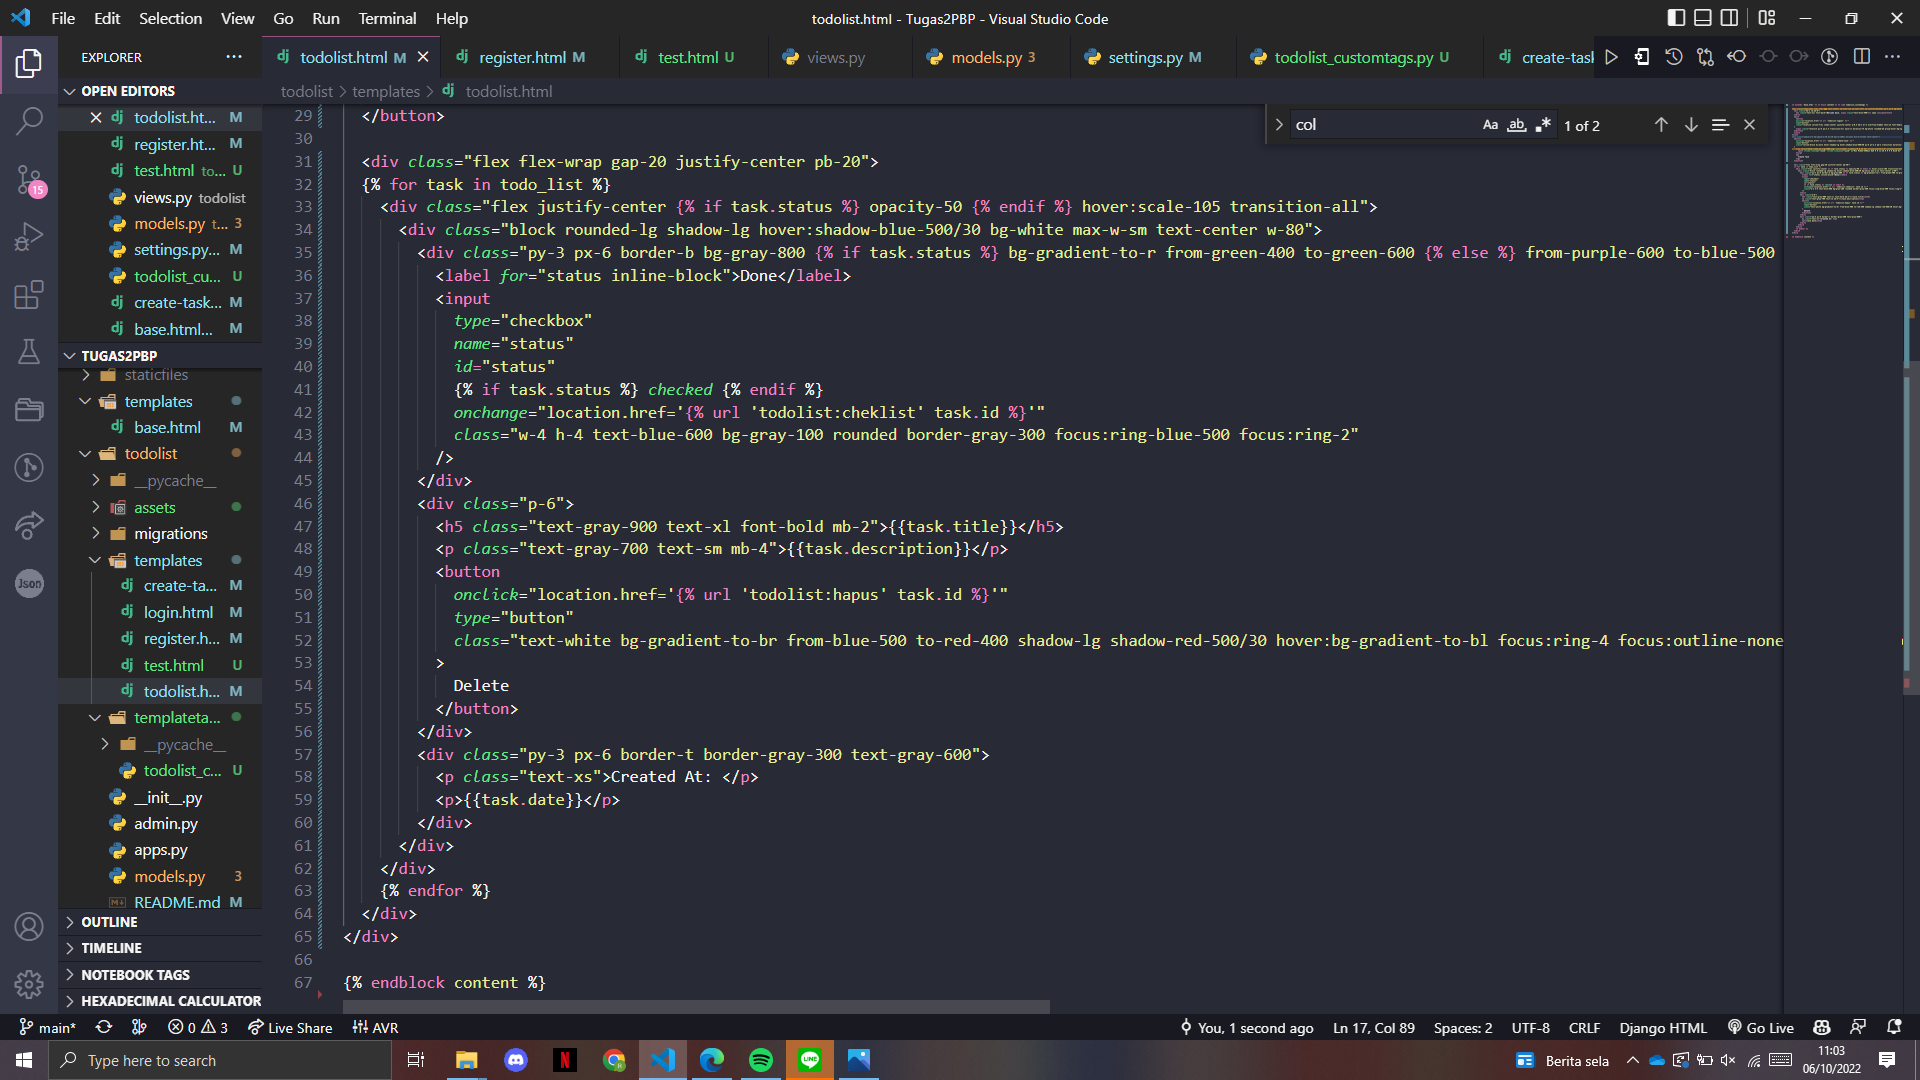 File Edit Selection View Go Run Terminal Help
todolist.html - Tugas2PBP - Visual Studio Code
EXPLORER
todolist.html M
register.html M
test.html U
views.py
models.py 3
settings.py M
todolist_customtags.py U
create-task
todolist > templates > todolist.html
OPEN EDITORS
todolist.ht... M
register.ht... M
test.html to... U
views.py todolist
models.py t... 3
settings.py... M
todolist_cu... U
create-task... M
base.html... M
TUGAS2PBP
staticfiles
templates
base.html M
todolist
__pycache__
assets
migrations
templates
create-ta... M
login.html M
register.h... M
test.html U
todolist.h... M
templateta...
__pycache__
todolist_c... U
__init__.py
admin.py
apps.py
models.py 3
README.md M
OUTLINE
TIMELINE
NOTEBOOK TAGS
HEXADECIMAL CALCULATOR
15
Json
col
Aa ab .* 1 of 2
29 </button>
30
31 <div class="flex flex-wrap gap-20 justify-center pb-20">
32 {% for task in todo_list %}
33 <div class="flex justify-center {% if task.status %} opacity-50 {% endif %} hover:scale-105 transition-all">
34 <div class="block rounded-lg shadow-lg hover:shadow-blue-500/30 bg-white max-w-sm text-center w-80">
35 <div class="py-3 px-6 border-b bg-gray-800 {% if task.status %} bg-gradient-to-r from-green-400 to-green-600 {% else %} from-purple-600 to-blue-500
36 <label for="status inline-block">Done</label>
37 <input
38 type="checkbox"
39 name="status"
40 id="status"
41 {% if task.status %} checked {% endif %}
42 onchange="location.href='{% url 'todolist:cheklist' task.id %}'"
43 class="w-4 h-4 text-blue-600 bg-gray-100 rounded border-gray-300 focus:ring-blue-500 focus:ring-2"
44 />
45 </div>
46 <div class="p-6">
47 <h5 class="text-gray-900 text-xl font-bold mb-2">{{task.title}}</h5>
48 <p class="text-gray-700 text-sm mb-4">{{task.description}}</p>
49 <button
50 onclick="location.href='{% url 'todolist:hapus' task.id %}'"
51 type="button"
52 class="text-white bg-gradient-to-br from-blue-500 to-red-400 shadow-lg shadow-red-500/30 hover:bg-gradient-to-bl focus:ring-4 focus:outline-none
53 >
54 Delete
55 </button>
56 </div>
57 <div class="py-3 px-6 border-t border-gray-300 text-gray-600">
58 <p class="text-xs">Created At: </p>
59 <p>{{task.date}}</p>
60 </div>
61 </div>
62 </div>
63 {% endfor %}
64 </div>
65 </div>
66
67 {% endblock content %}
main* 0 3 Live Share AVR
You, 1 second ago Ln 17, Col 89 Spaces: 2 UTF-8 CRLF Django HTML Go Live
Type here to search
Berita sela
11:03
06/10/2022